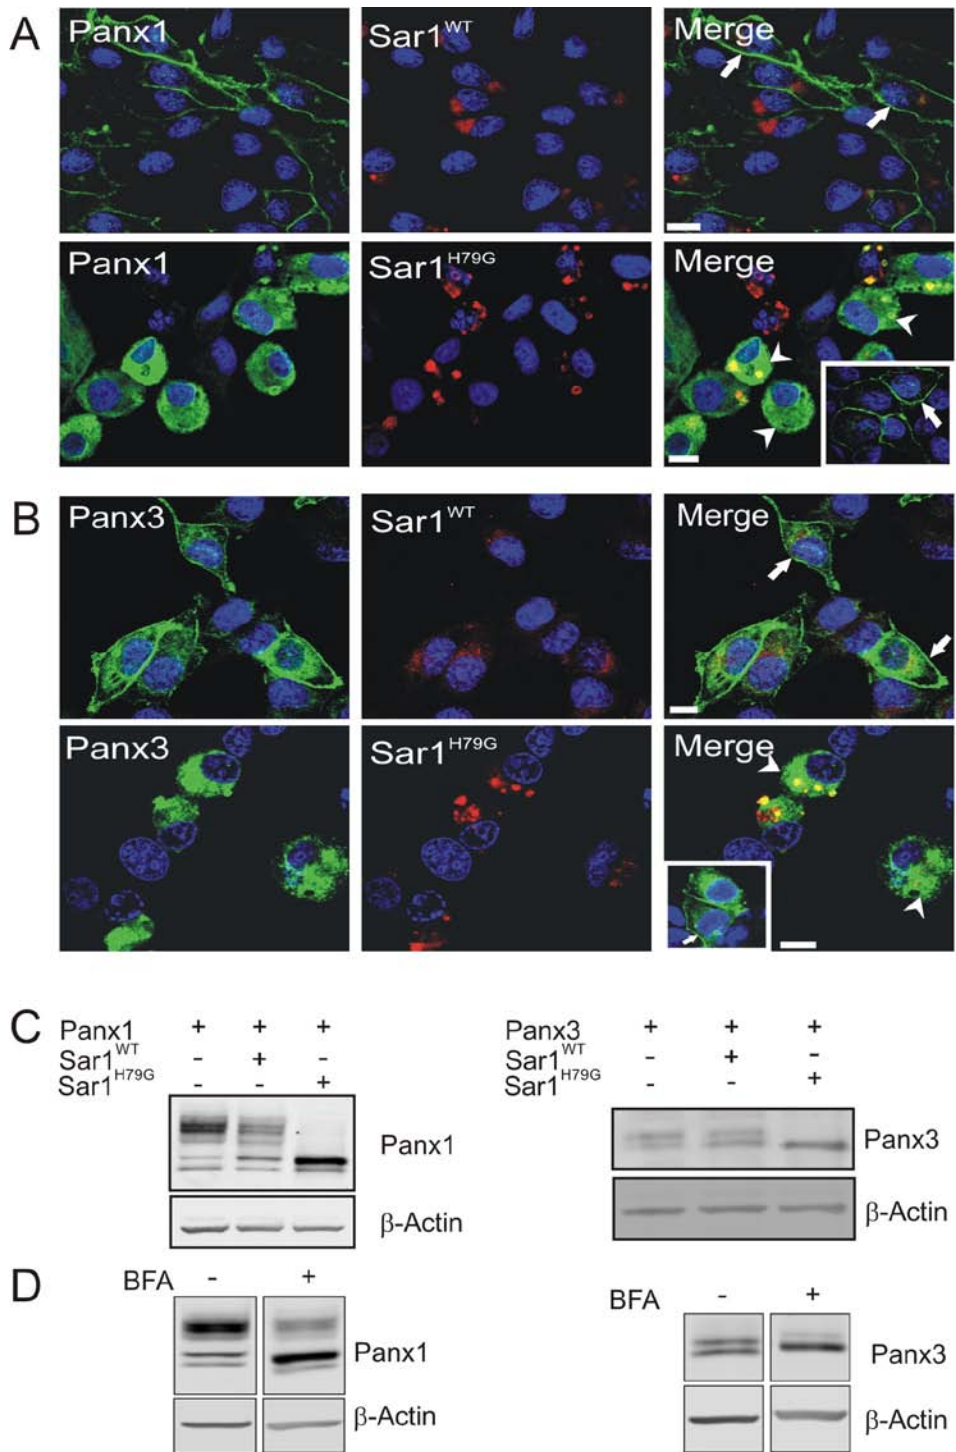 A
Panx1 Sar1WT Merge
Panx1 Sar1H79G Merge
B
Panx3 Sar1WT Merge
Panx3 Sar1H79G Merge
C
Panx1 + + +
Sar1WT - + -
Sar1H79G - - +
Panx1
β-Actin
Panx3 + + +
Sar1WT - + -
Sar1H79G - - +
Panx3
β-Actin
D
BFA - +
Panx1
β-Actin
BFA - +
Panx3
β-Actin